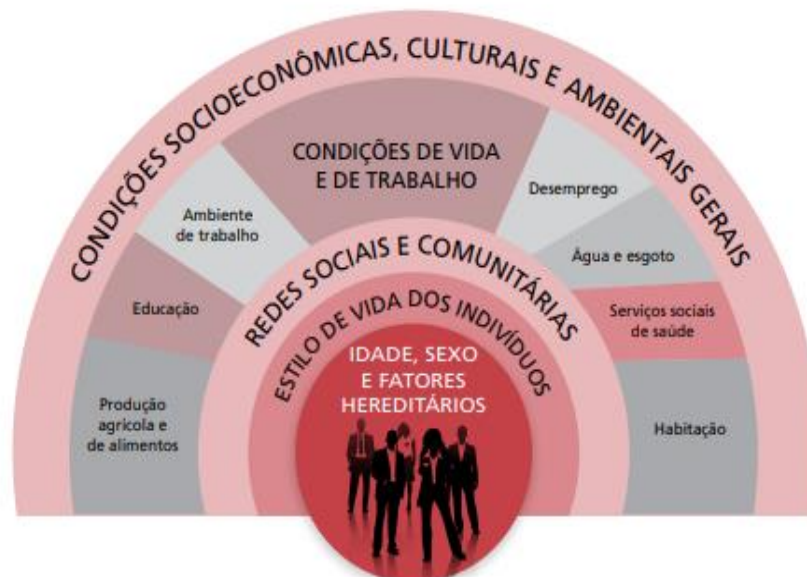 CONDIÇÕES SOCIOECONÔMICAS, CULTURAIS E AMBIENTAIS GERAIS
CONDIÇÕES DE VIDA
E DE TRABALHO
Produção
agrícola e
de alimentos
Educação
Ambiente
de trabalho
Desemprego
Água e esgoto
Serviços sociais
de saúde
Habitação
REDES SOCIAIS E COMUNITÁRIAS
ESTILO DE VIDA DOS INDIVÍDUOS
IDADE, SEXO
E FATORES
HEREDITÁRIOS